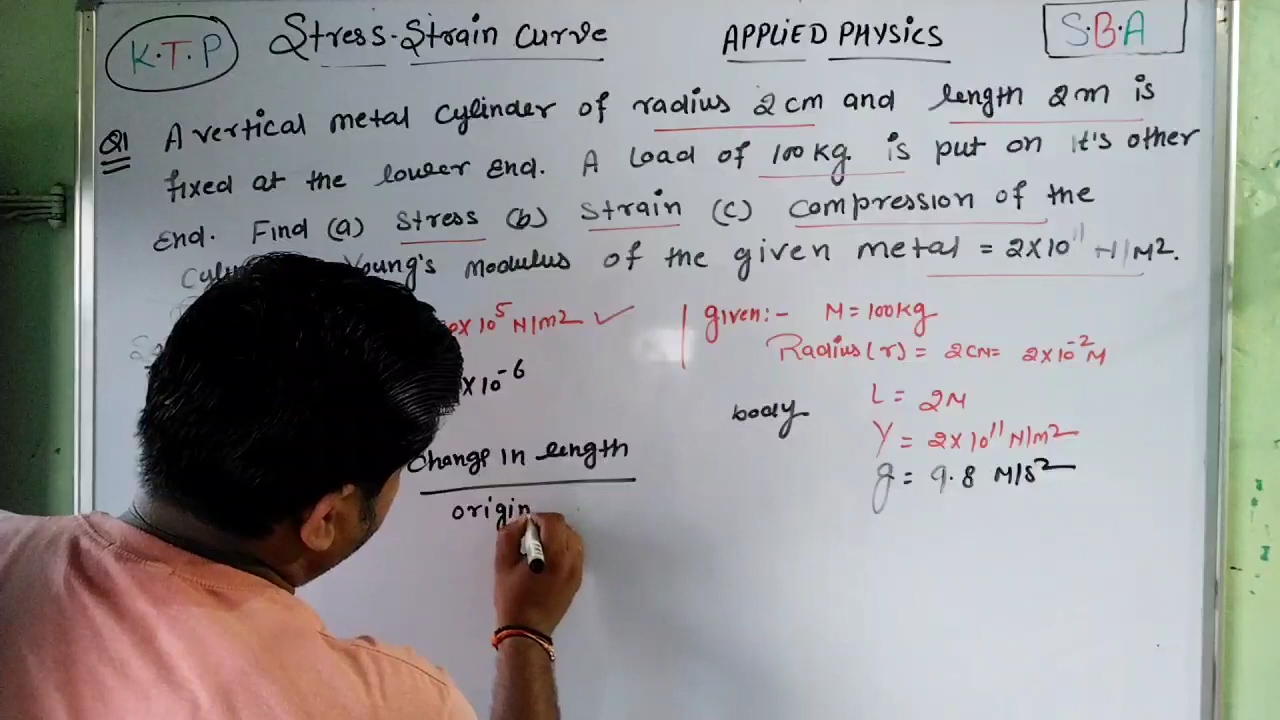 K.T.P Stress-Strain Curve APPLIED PHYSICS S.B.A
Q1 A vertical metal cylinder of radius 2 cm and length 2m is
fixed at the lower End. A Load of 100 Kg. is put on it's other
End. Find (a) Stress (b) Strain (c) compression of the
Young's Modulus of the given metal = 2×10¹¹ N/M2.
×10⁵ N/m2 ✓
given:- M = 100Kg
Radius (r) = 2CM = 2×10⁻² M
×10⁻⁶
body
L = 2M
Y = 2×10¹¹ N/m2
Change in length
g = 9.8 M/s²
origin